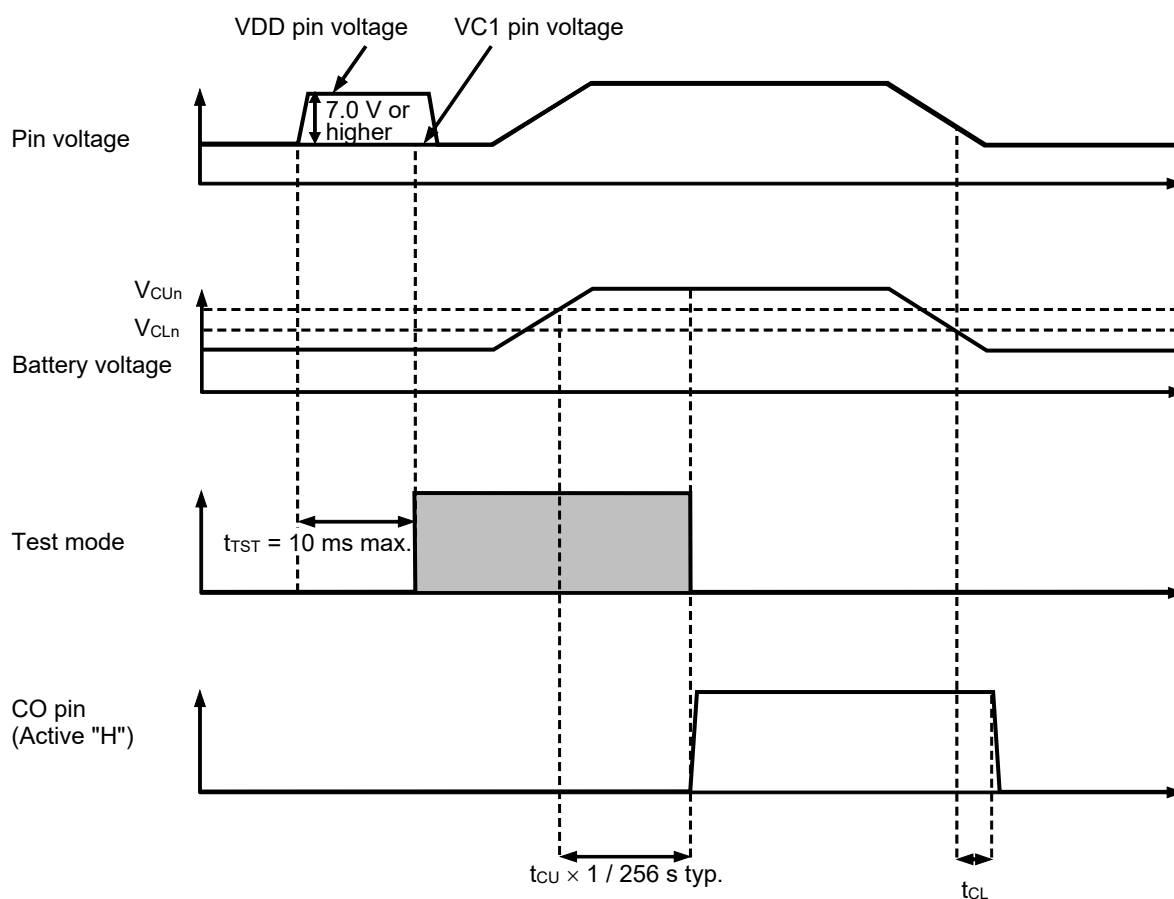 VDD pin voltage
VC1 pin voltage
7.0 V or
higher
Pin voltage
VCUn
VCLn
Battery voltage
tTST = 10 ms max.
Test mode
CO pin
(Active "H")
tCU × 1 / 256 s typ.
tCL